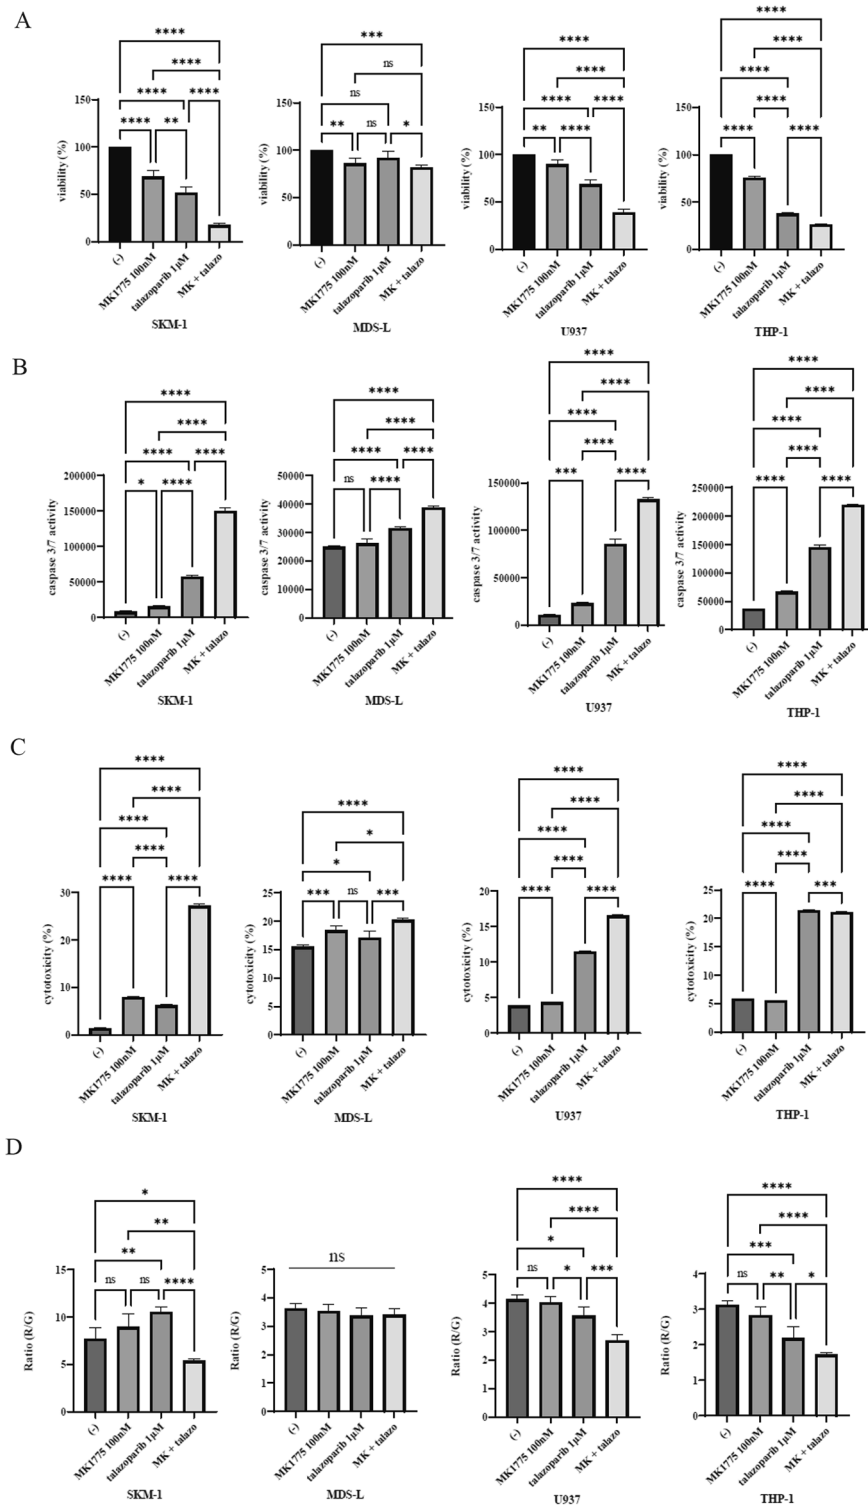 A
****
****
****
****
****
**
viability (%)
150
100
50
0
(-)
MK1775 100nM
talazoparib 1μM
MK + talazo
SKM-1
***
ns
ns
**
ns
*
viability (%)
150
100
50
0
(-)
MK1775 100nM
talazoparib 1μM
MK + talazo
MDS-L
****
****
****
****
**
****
viability (%)
150
100
50
0
(-)
MK1775 100nM
talazoparib 1μM
MK + talazo
U937
****
****
****
****
****
****
viability (%)
150
100
50
0
(-)
MK1775 100nM
talazoparib 1μM
MK + talazo
THP-1
B
****
****
****
****
*
****
caspase 3/7 activity
200000
150000
100000
50000
0
(-)
MK1775 100nM
talazoparib 1μM
MK + talazo
SKM-1
****
****
****
****
ns
****
caspase 3/7 activity
50000
40000
30000
20000
10000
0
(-)
MK1775 100nM
talazoparib 1μM
MK + talazo
MDS-L
****
****
****
****
***
****
caspase 3/7 activity
150000
100000
50000
0
(-)
MK1775 100nM
talazoparib 1μM
MK + talazo
U937
****
****
****
****
****
****
caspase 3/7 activity
250000
200000
150000
100000
50000
0
(-)
MK1775 100nM
talazoparib 1μM
MK + talazo
THP-1
C
****
****
****
****
****
****
cytotoxicity (%)
30
20
10
0
(-)
MK1775 100nM
talazoparib 1μM
MK + talazo
SKM-1
****
*
*
***
ns
***
cytotoxicity (%)
25
20
15
10
5
0
(-)
MK1775 100nM
talazoparib 1μM
MK + talazo
MDS-L
****
****
****
****
****
****
cytotoxicity (%)
20
15
10
5
0
(-)
MK1775 100nM
talazoparib 1μM
MK + talazo
U937
****
****
****
****
****
***
cytotoxicity (%)
25
20
15
10
5
0
(-)
MK1775 100nM
talazoparib 1μM
MK + talazo
THP-1
D
*
**
**
ns
ns
****
Ratio (R/G)
15
10
5
0
(-)
MK1775 100nM
talazoparib 1μM
MK + talazo
SKM-1
ns
Ratio (R/G)
5
4
3
2
1
0
(-)
MK1775 100nM
talazoparib 1μM
MK + talazo
MDS-L
****
****
*
ns
*
***
Ratio (R/G)
5
4
3
2
1
0
(-)
MK1775 100nM
talazoparib 1μM
MK + talazo
U937
****
****
***
ns
**
*
Ratio (R/G)
4
3
2
1
0
(-)
MK1775 100nM
talazoparib 1μM
MK + talazo
THP-1